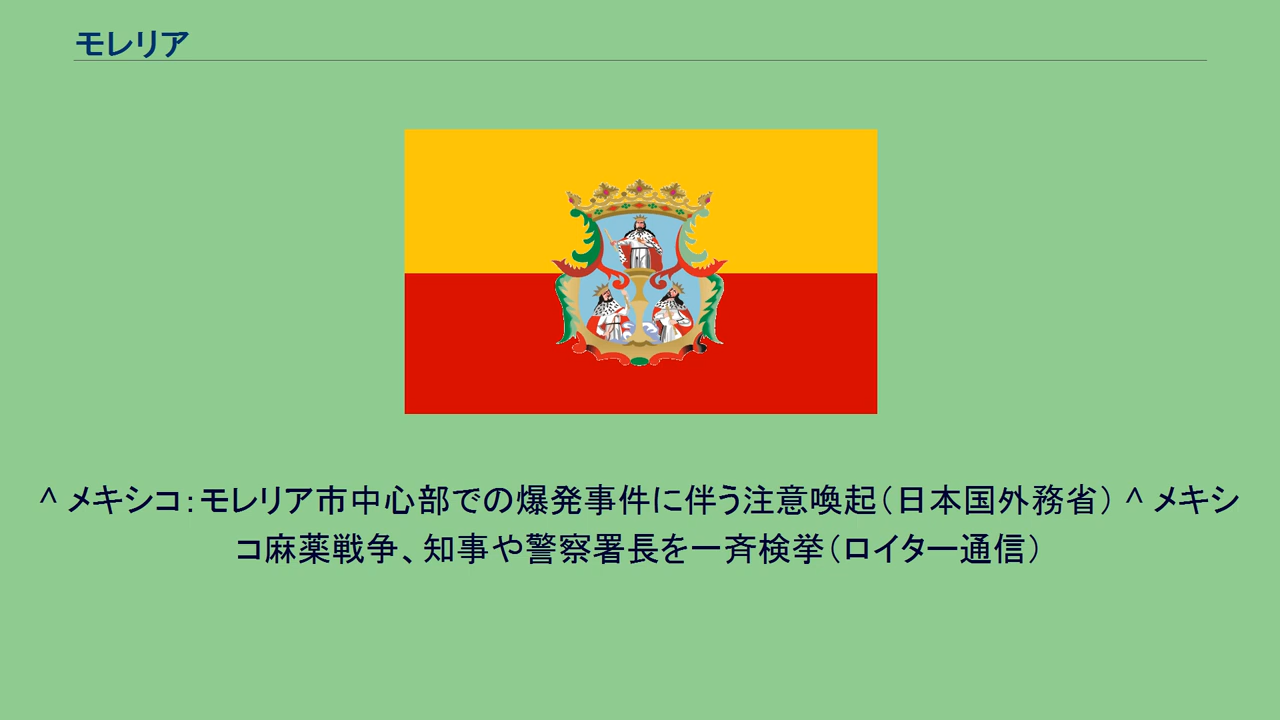 モレリア
^ メキシコ：モレリア市中心部での爆発事件に伴う注意喚起（日本国外務省） ^ メキシ
コ麻薬戦争、知事や警察署長を一斉検挙（ロイター通信）